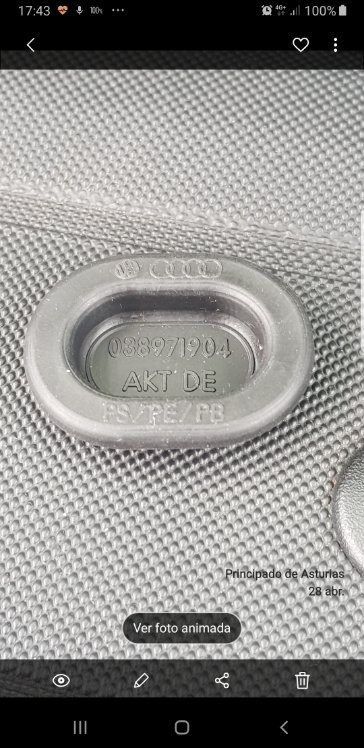 17:43
100%
038971904
AKT DE
PS/PE/PB
Principado de Asturias
28 abr.
Ver foto animada